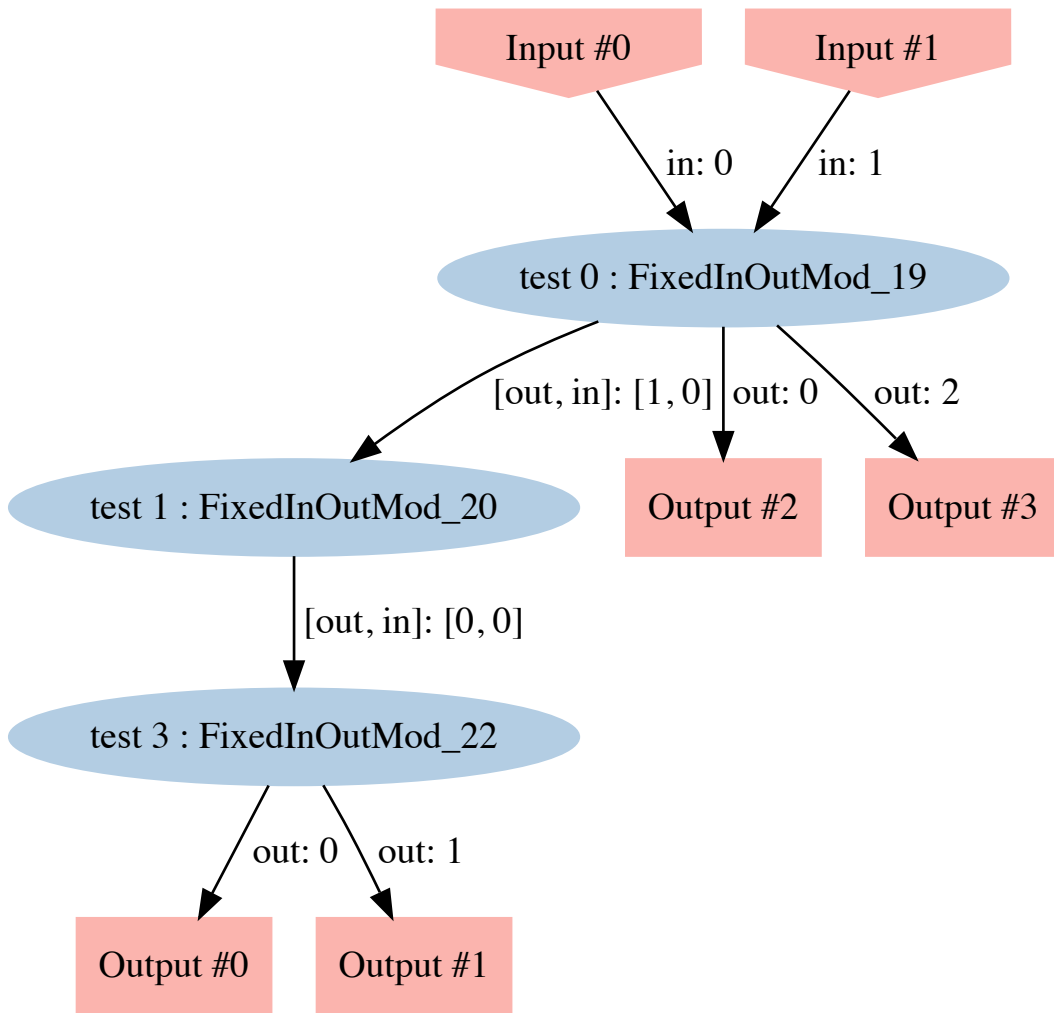 Input #0
Input #1
in: 0
in: 1
test 0 : FixedInOutMod_19
[out, in]: [1, 0]
out: 0
out: 2
test 1 : FixedInOutMod_20
Output #2
Output #3
[out, in]: [0, 0]
test 3 : FixedInOutMod_22
out: 0
out: 1
Output #0
Output #1